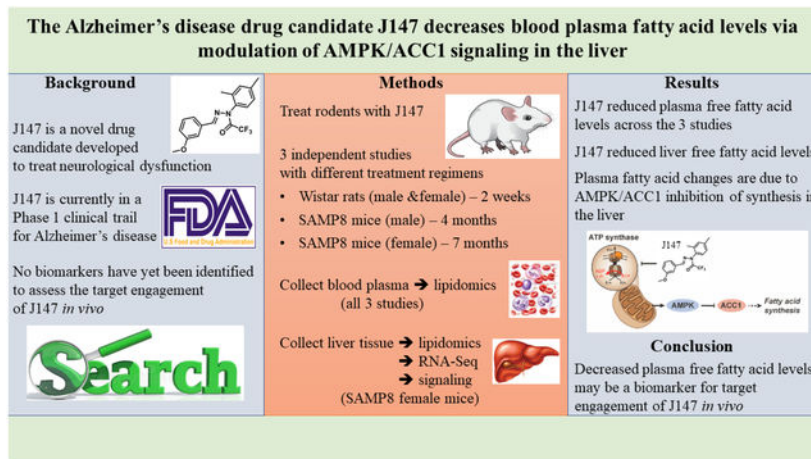 The Alzheimer's disease drug candidate J147 decreases blood plasma fatty acid levels via
modulation of AMPK/ACC1 signaling in the liver
Background
J147 is a novel drug
candidate developed
to treat neurological dysfunction
J147 is currently in a
Phase 1 clinical trail
for Alzheimer's disease
FDA
U.S. Food and Drug Administration
No biomarkers have yet been identified
to assess the target engagement
of J147 in vivo
Search
Methods
Treat rodents with J147
3 independent studies
with different treatment regimens
• Wistar rats (male &female) – 2 weeks
• SAMP8 mice (male) – 4 months
• SAMP8 mice (female) – 7 months
Collect blood plasma → lipidomics
(all 3 studies)
Collect liver tissue → lipidomics
→ RNA-Seq
→ signaling
(SAMP8 female mice)
Results
J147 reduced plasma free fatty acid
levels across the 3 studies
J147 reduced liver free fatty acid levels
Plasma fatty acid changes are due to
AMPK/ACC1 inhibition of synthesis in
the liver
ATP synthase
J147
AMPK
ACC1
Fatty acid
synthesis
Conclusion
Decreased plasma free fatty acid levels
may be a biomarker for target
engagement of J147 in vivo